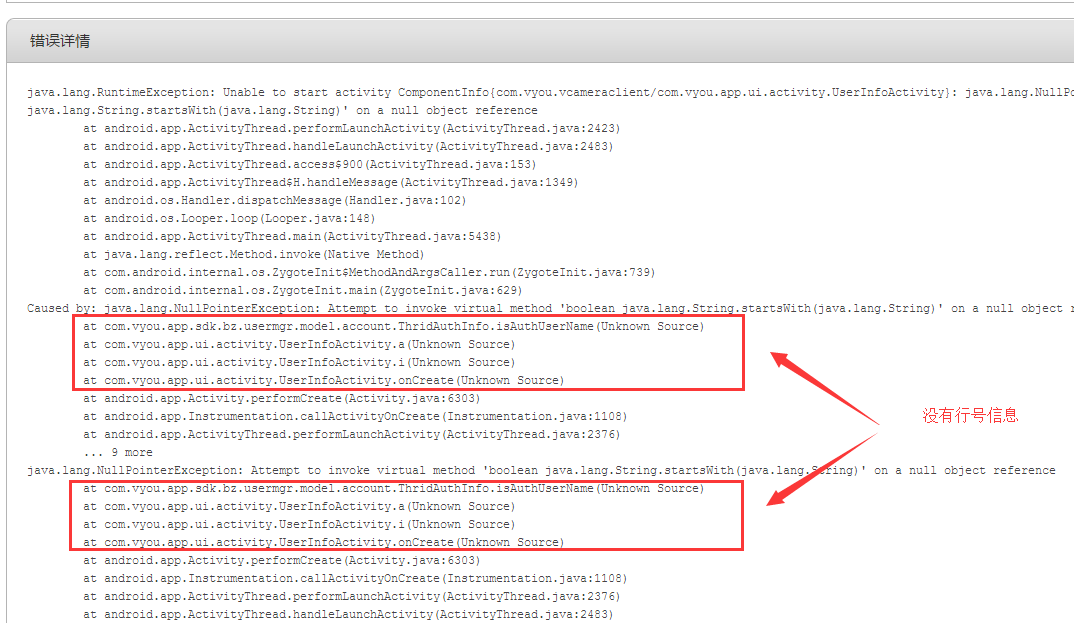 错误详情
java.lang.RuntimeException: Unable to start activity ComponentInfo{com.vyou.vcameraclient/com.vyou.app.ui.activity.UserInfoActivity}: java.lang.NullPo
java.lang.String.startsWith(java.lang.String)' on a null object reference
at android.app.ActivityThread.performLaunchActivity(ActivityThread.java:2423)
at android.app.ActivityThread.handleLaunchActivity(ActivityThread.java:2483)
at android.app.ActivityThread.access$900(ActivityThread.java:153)
at android.app.ActivityThread$H.handleMessage(ActivityThread.java:1349)
at android.os.Handler.dispatchMessage(Handler.java:102)
at android.os.Looper.loop(Looper.java:148)
at android.app.ActivityThread.main(ActivityThread.java:5438)
at java.lang.reflect.Method.invoke(Native Method)
at com.android.internal.os.ZygoteInit$MethodAndArgsCaller.run(ZygoteInit.java:739)
at com.android.internal.os.ZygoteInit.main(ZygoteInit.java:629)
Caused by: java.lang.NullPointerException: Attempt to invoke virtual method 'boolean java.lang.String.startsWith(java.lang.String)' on a null object r
at com.vyou.app.sdk.bz.usermgr.model.account.ThridAuthInfo.isAuthUserName(Unknown Source)
at com.vyou.app.ui.activity.UserInfoActivity.a(Unknown Source)
at com.vyou.app.ui.activity.UserInfoActivity.i(Unknown Source)
at com.vyou.app.ui.activity.UserInfoActivity.onCreate(Unknown Source)
at android.app.Activity.performCreate(Activity.java:6303)
at android.app.Instrumentation.callActivityOnCreate(Instrumentation.java:1108)
没有行号信息
at android.app.ActivityThread.performLaunchActivity(ActivityThread.java:2376)
... 9 more
java.lang.NullPointerException: Attempt to invoke virtual method 'boolean java.lang.String.startsWith(java.lang.String)' on a null object reference
at com.vyou.app.sdk.bz.usermgr.model.account.ThridAuthInfo.isAuthUserName(Unknown Source)
at com.vyou.app.ui.activity.UserInfoActivity.a(Unknown Source)
at com.vyou.app.ui.activity.UserInfoActivity.i(Unknown Source)
at com.vyou.app.ui.activity.UserInfoActivity.onCreate(Unknown Source)
at android.app.Activity.performCreate(Activity.java:6303)
at android.app.Instrumentation.callActivityOnCreate(Instrumentation.java:1108)
at android.app.ActivityThread.performLaunchActivity(ActivityThread.java:2376)
at android.app.ActivityThread.handleLaunchActivity(ActivityThread.java:2483)